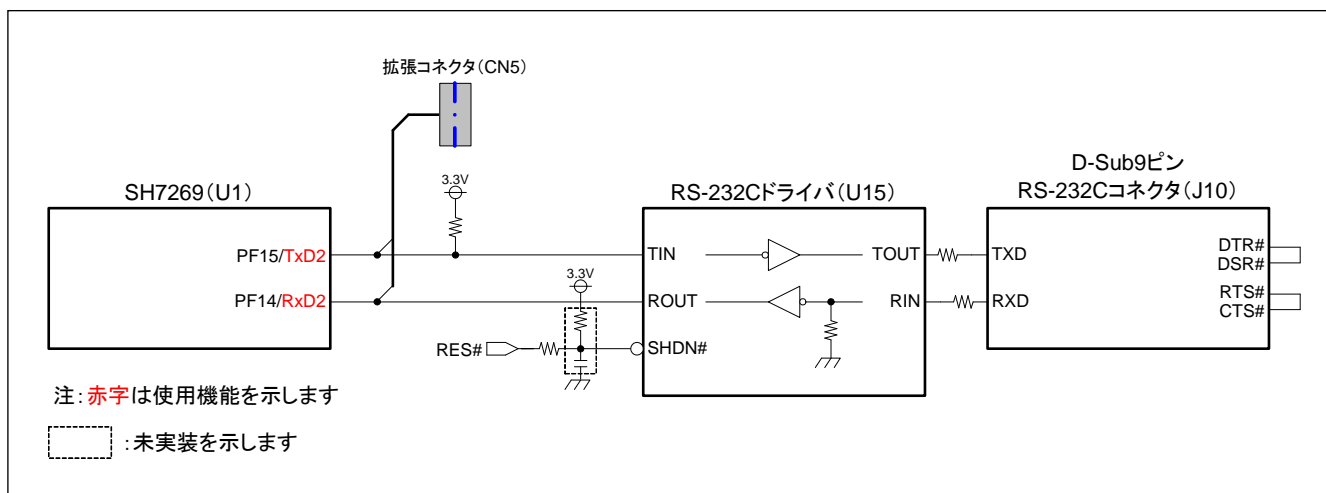 拡張コネクタ(CN5)
SH7269(U1)
3.3V
RS-232Cドライバ(U15)
D-Sub9ピン
RS-232Cコネクタ(J10)
PF15/TxD2
TIN
TOUT
TXD
DTR#
DSR#
PF14/RxD2
3.3V
ROUT
RIN
RXD
RTS#
CTS#
RES#
SHDN#
注:赤字は使用機能を示します
:未実装を示します